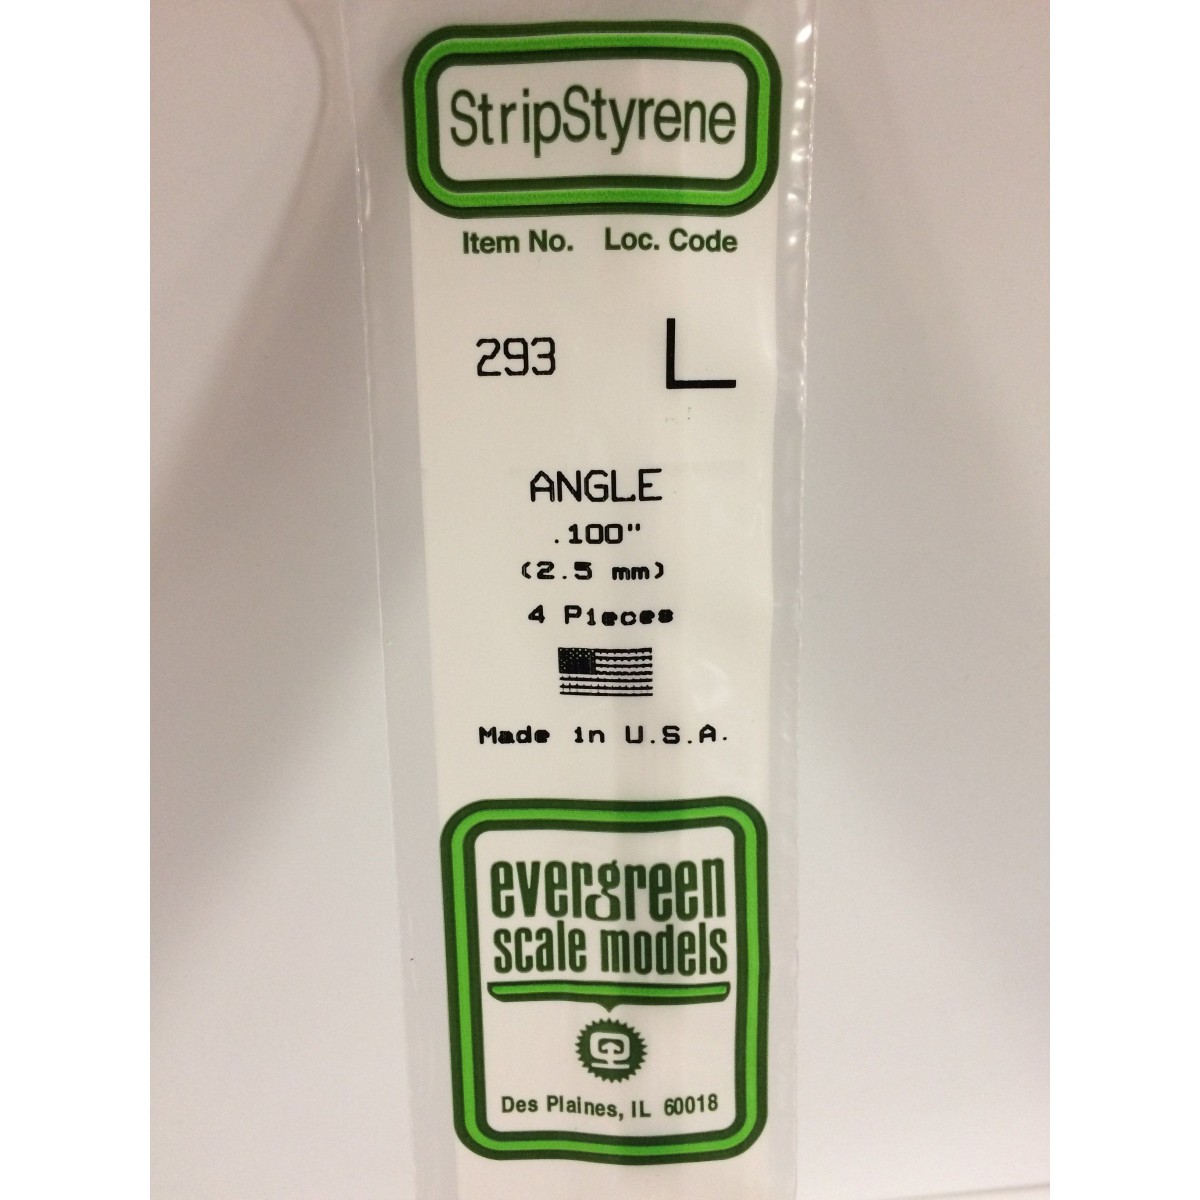 StripStyrene
Item No. Loc. Code
293 L
ANGLE
.100"
(2.5 mm)
4 Pieces
Made in U.S.A.
evergreen
scale models
Des Plaines, IL 60018